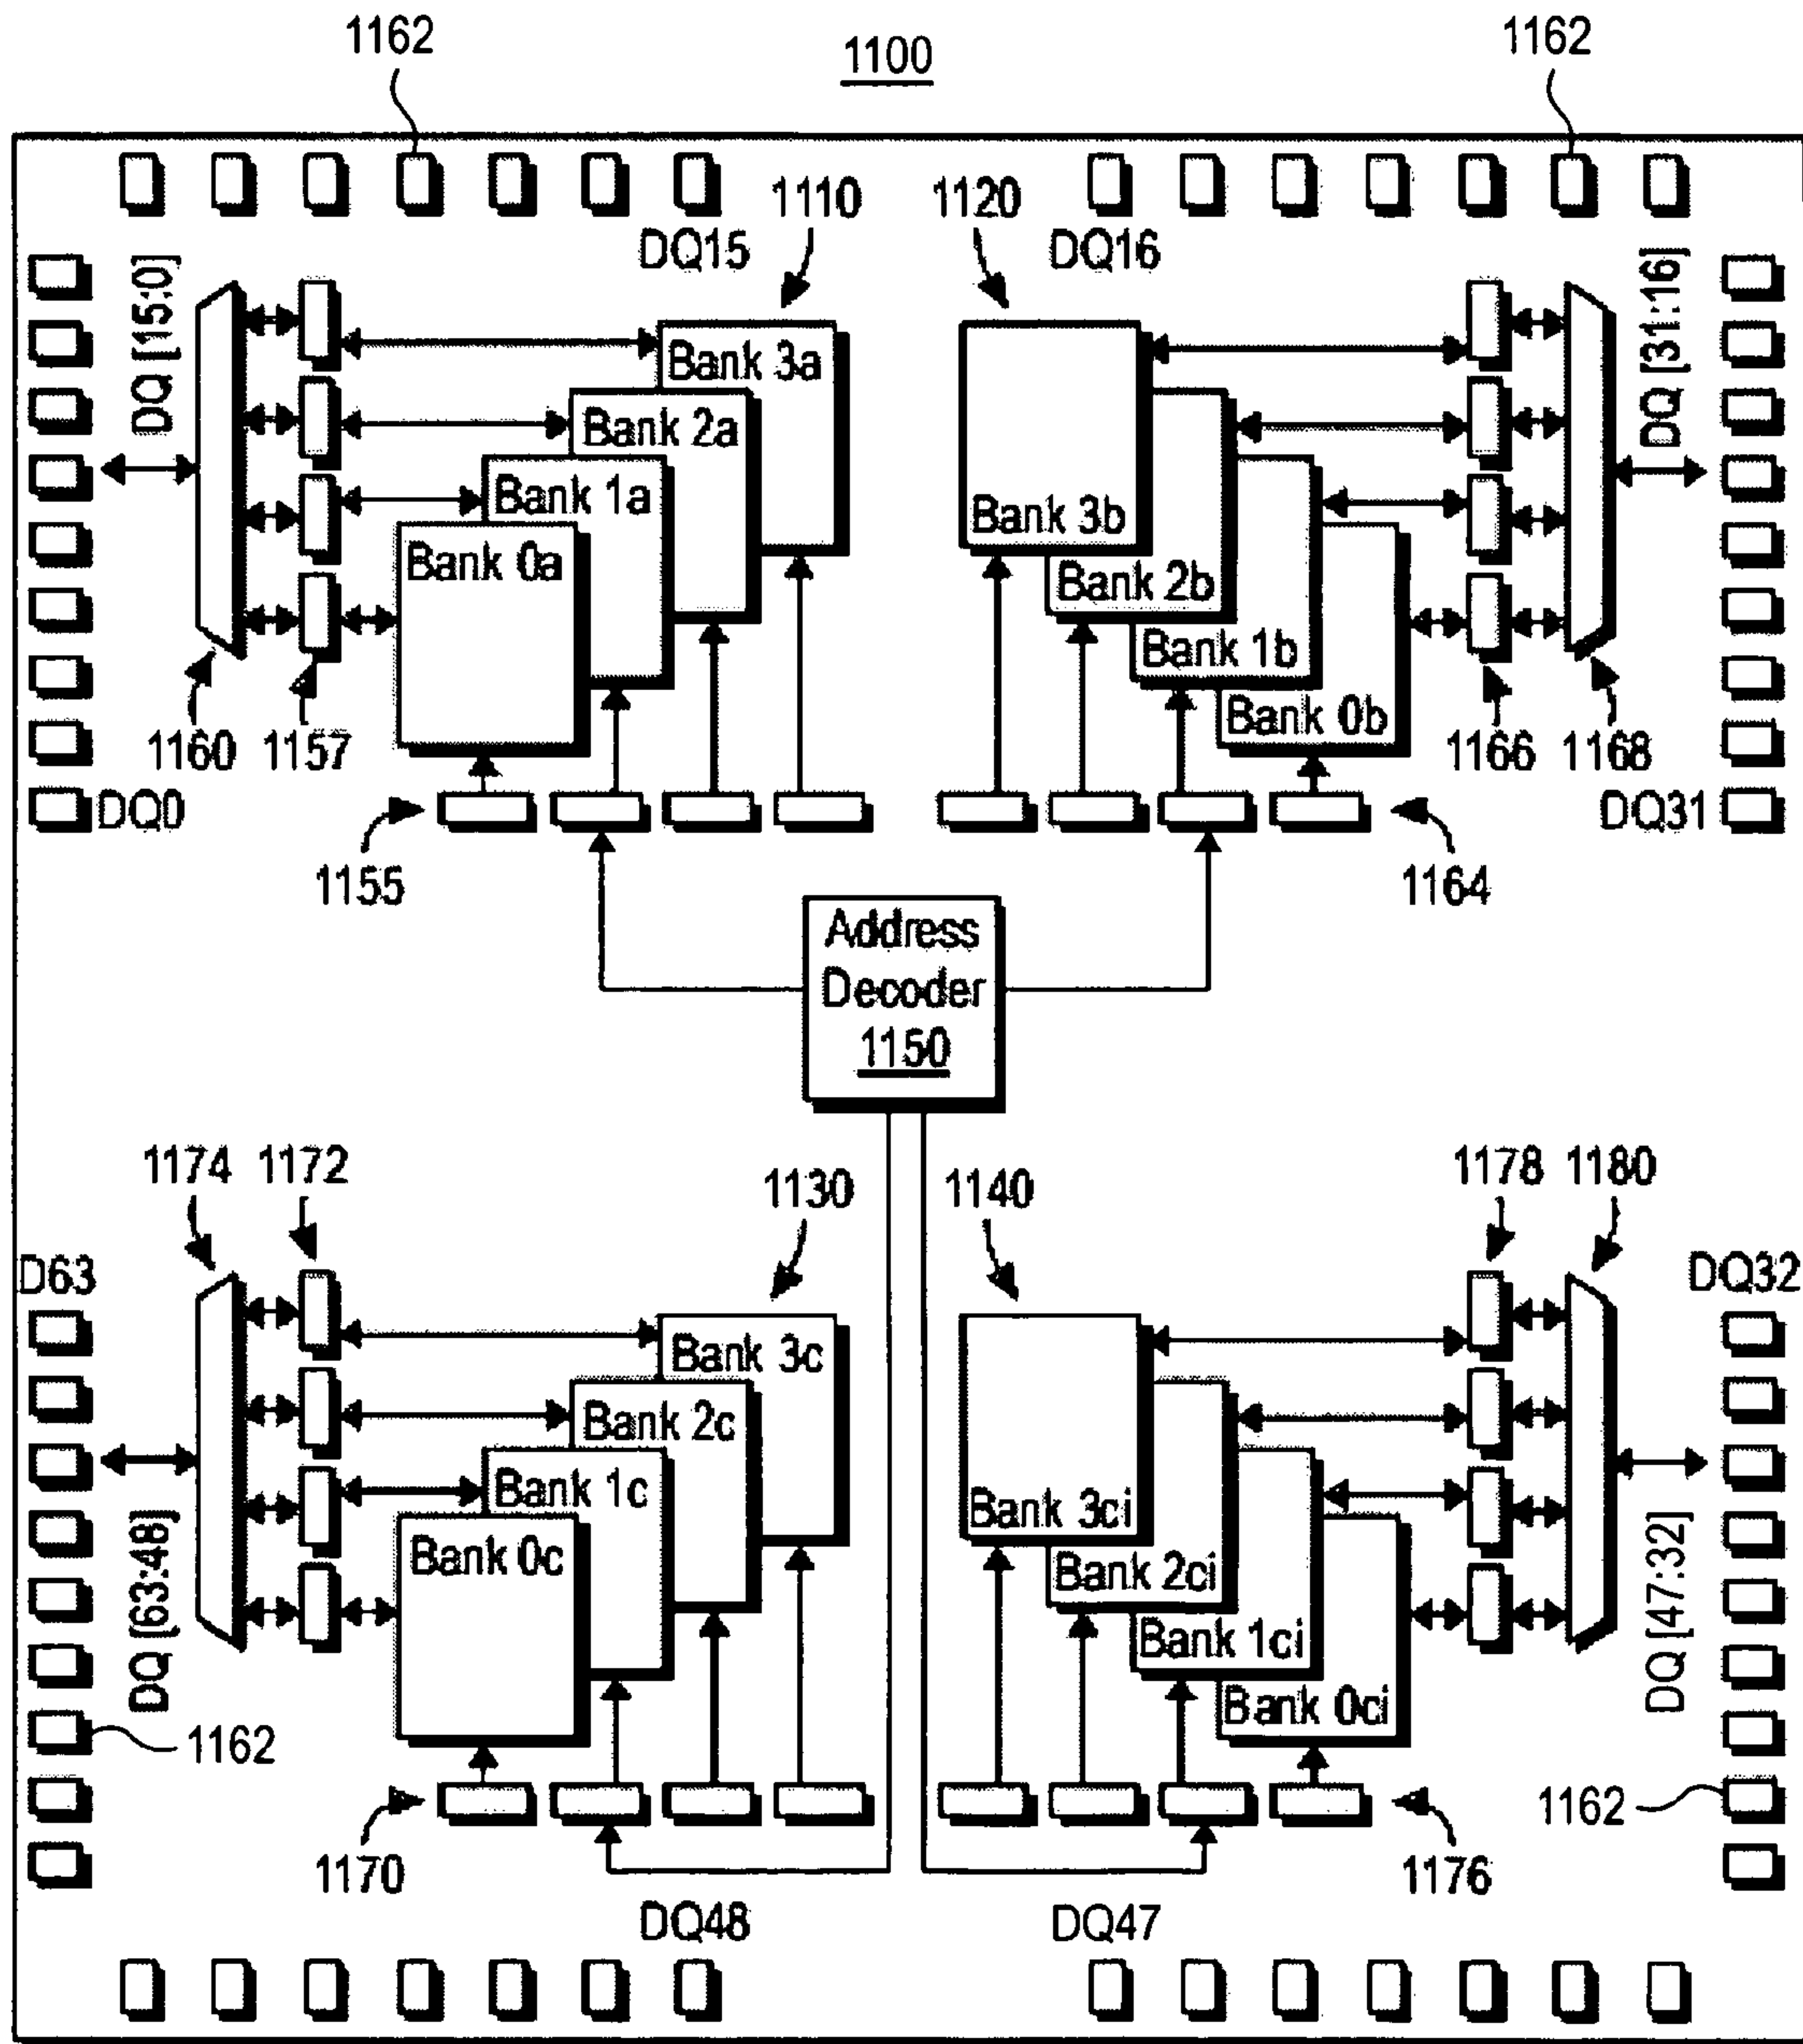 1162
1100
1162
1110
1120
DQ15
DQ16
DQ [15:0]
DQ [31:16]
Bank 3a
Bank 2a
Bank 1a
Bank 0a
Bank 3b
Bank 2b
Bank 1b
Bank 0b
1160
1157
1166
1168
DQ0
DQ31
1155
1164
Address
Decoder
1150
1174
1172
1130
1140
1178
1180
D63
DQ32
Bank 3c
Bank 2c
Bank 1c
Bank 0c
Bank 3ci
Bank 2ci
Bank 1ci
Bank 0ci
DQ [63:48]
DQ [47:32]
1162
1162
1170
1176
DQ48
DQ47